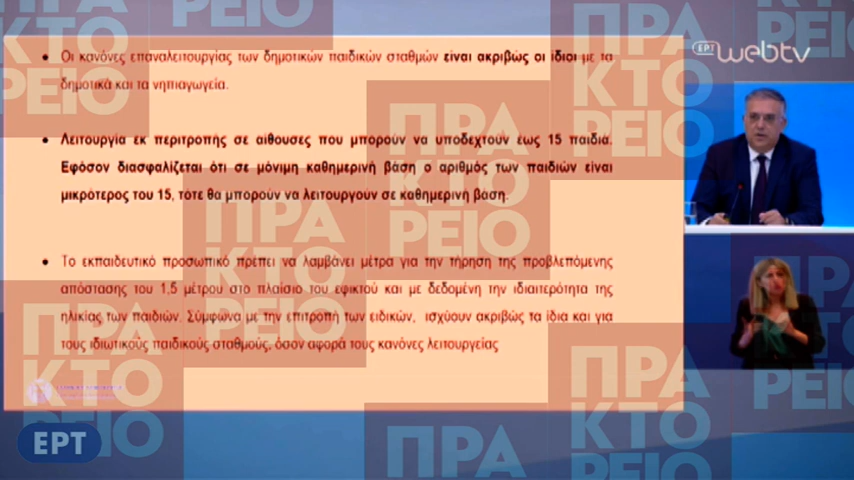 ΕΡΤ webtv
• Οι κανόνες επαναλειτουργίας των δημοτικών παιδικών σταθμών είναι ακριβώς οι ίδιοι με τα
δημοτικά και τα νηπιαγωγεία.
• Λειτουργία εκ περιτροπής σε αίθουσες που μπορούν να υποδεχτούν έως 15 παιδιά.
Εφόσον διασφαλίζεται ότι σε μόνιμη καθημερινή βάση ο αριθμός των παιδιών είναι
μικρότερος του 15, τότε θα μπορούν να λειτουργούν σε καθημερινή βάση.
• Το εκπαιδευτικό προσωπικό πρέπει να λαμβάνει μέτρα για την τήρηση της προβλεπόμενης
απόστασης του 1,5 μέτρου στο πλαίσιο του εφικτού και με δεδομένη την ιδιαιτερότητα της
ηλικίας των παιδιών. Σύμφωνα με την επιτροπή των ειδικών, ισχύουν ακριβώς τα ίδια και για
τους ιδιωτικούς παιδικούς σταθμούς, όσον αφορά τους κανόνες λειτουργείας
ΕΡΤ
ΠΡΑ
ΚΤΟ
ΡΕΙΟ